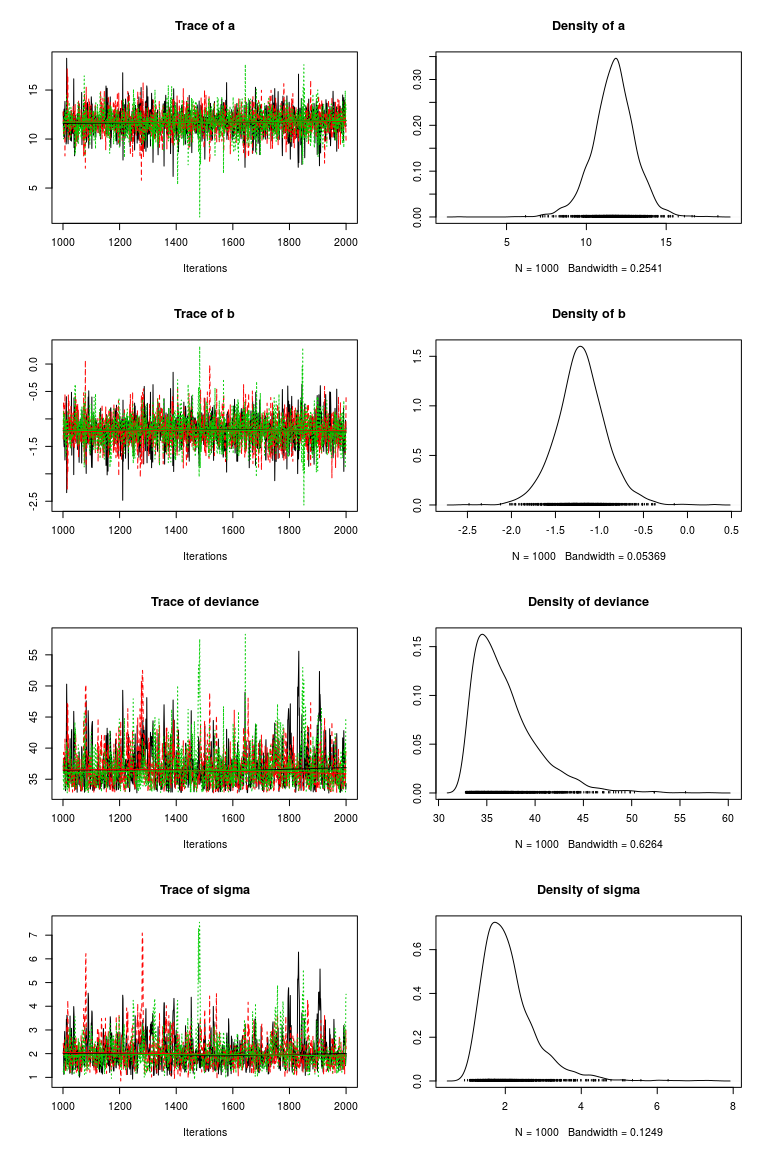 Trace of a
5 10 15
1000 1200 1400 1600 1800 2000
Iterations
Density of a
0.00 0.10 0.20 0.30
5 10 15
N = 1000 Bandwidth = 0.2541
Trace of b
-2.5 -1.5 -0.5 0.0
1000 1200 1400 1600 1800 2000
Iterations
Density of b
0.0 0.5 1.0 1.5
-2.5 -2.0 -1.5 -1.0 -0.5 0.0 0.5
N = 1000 Bandwidth = 0.05369
Trace of deviance
35 40 45 50 55
1000 1200 1400 1600 1800 2000
Iterations
Density of deviance
0.00 0.05 0.10 0.15
30 35 40 45 50 55 60
N = 1000 Bandwidth = 0.6264
Trace of sigma
1 2 3 4 5 6 7
1000 1200 1400 1600 1800 2000
Iterations
Density of sigma
0.0 0.2 0.4 0.6
2 4 6 8
N = 1000 Bandwidth = 0.1249